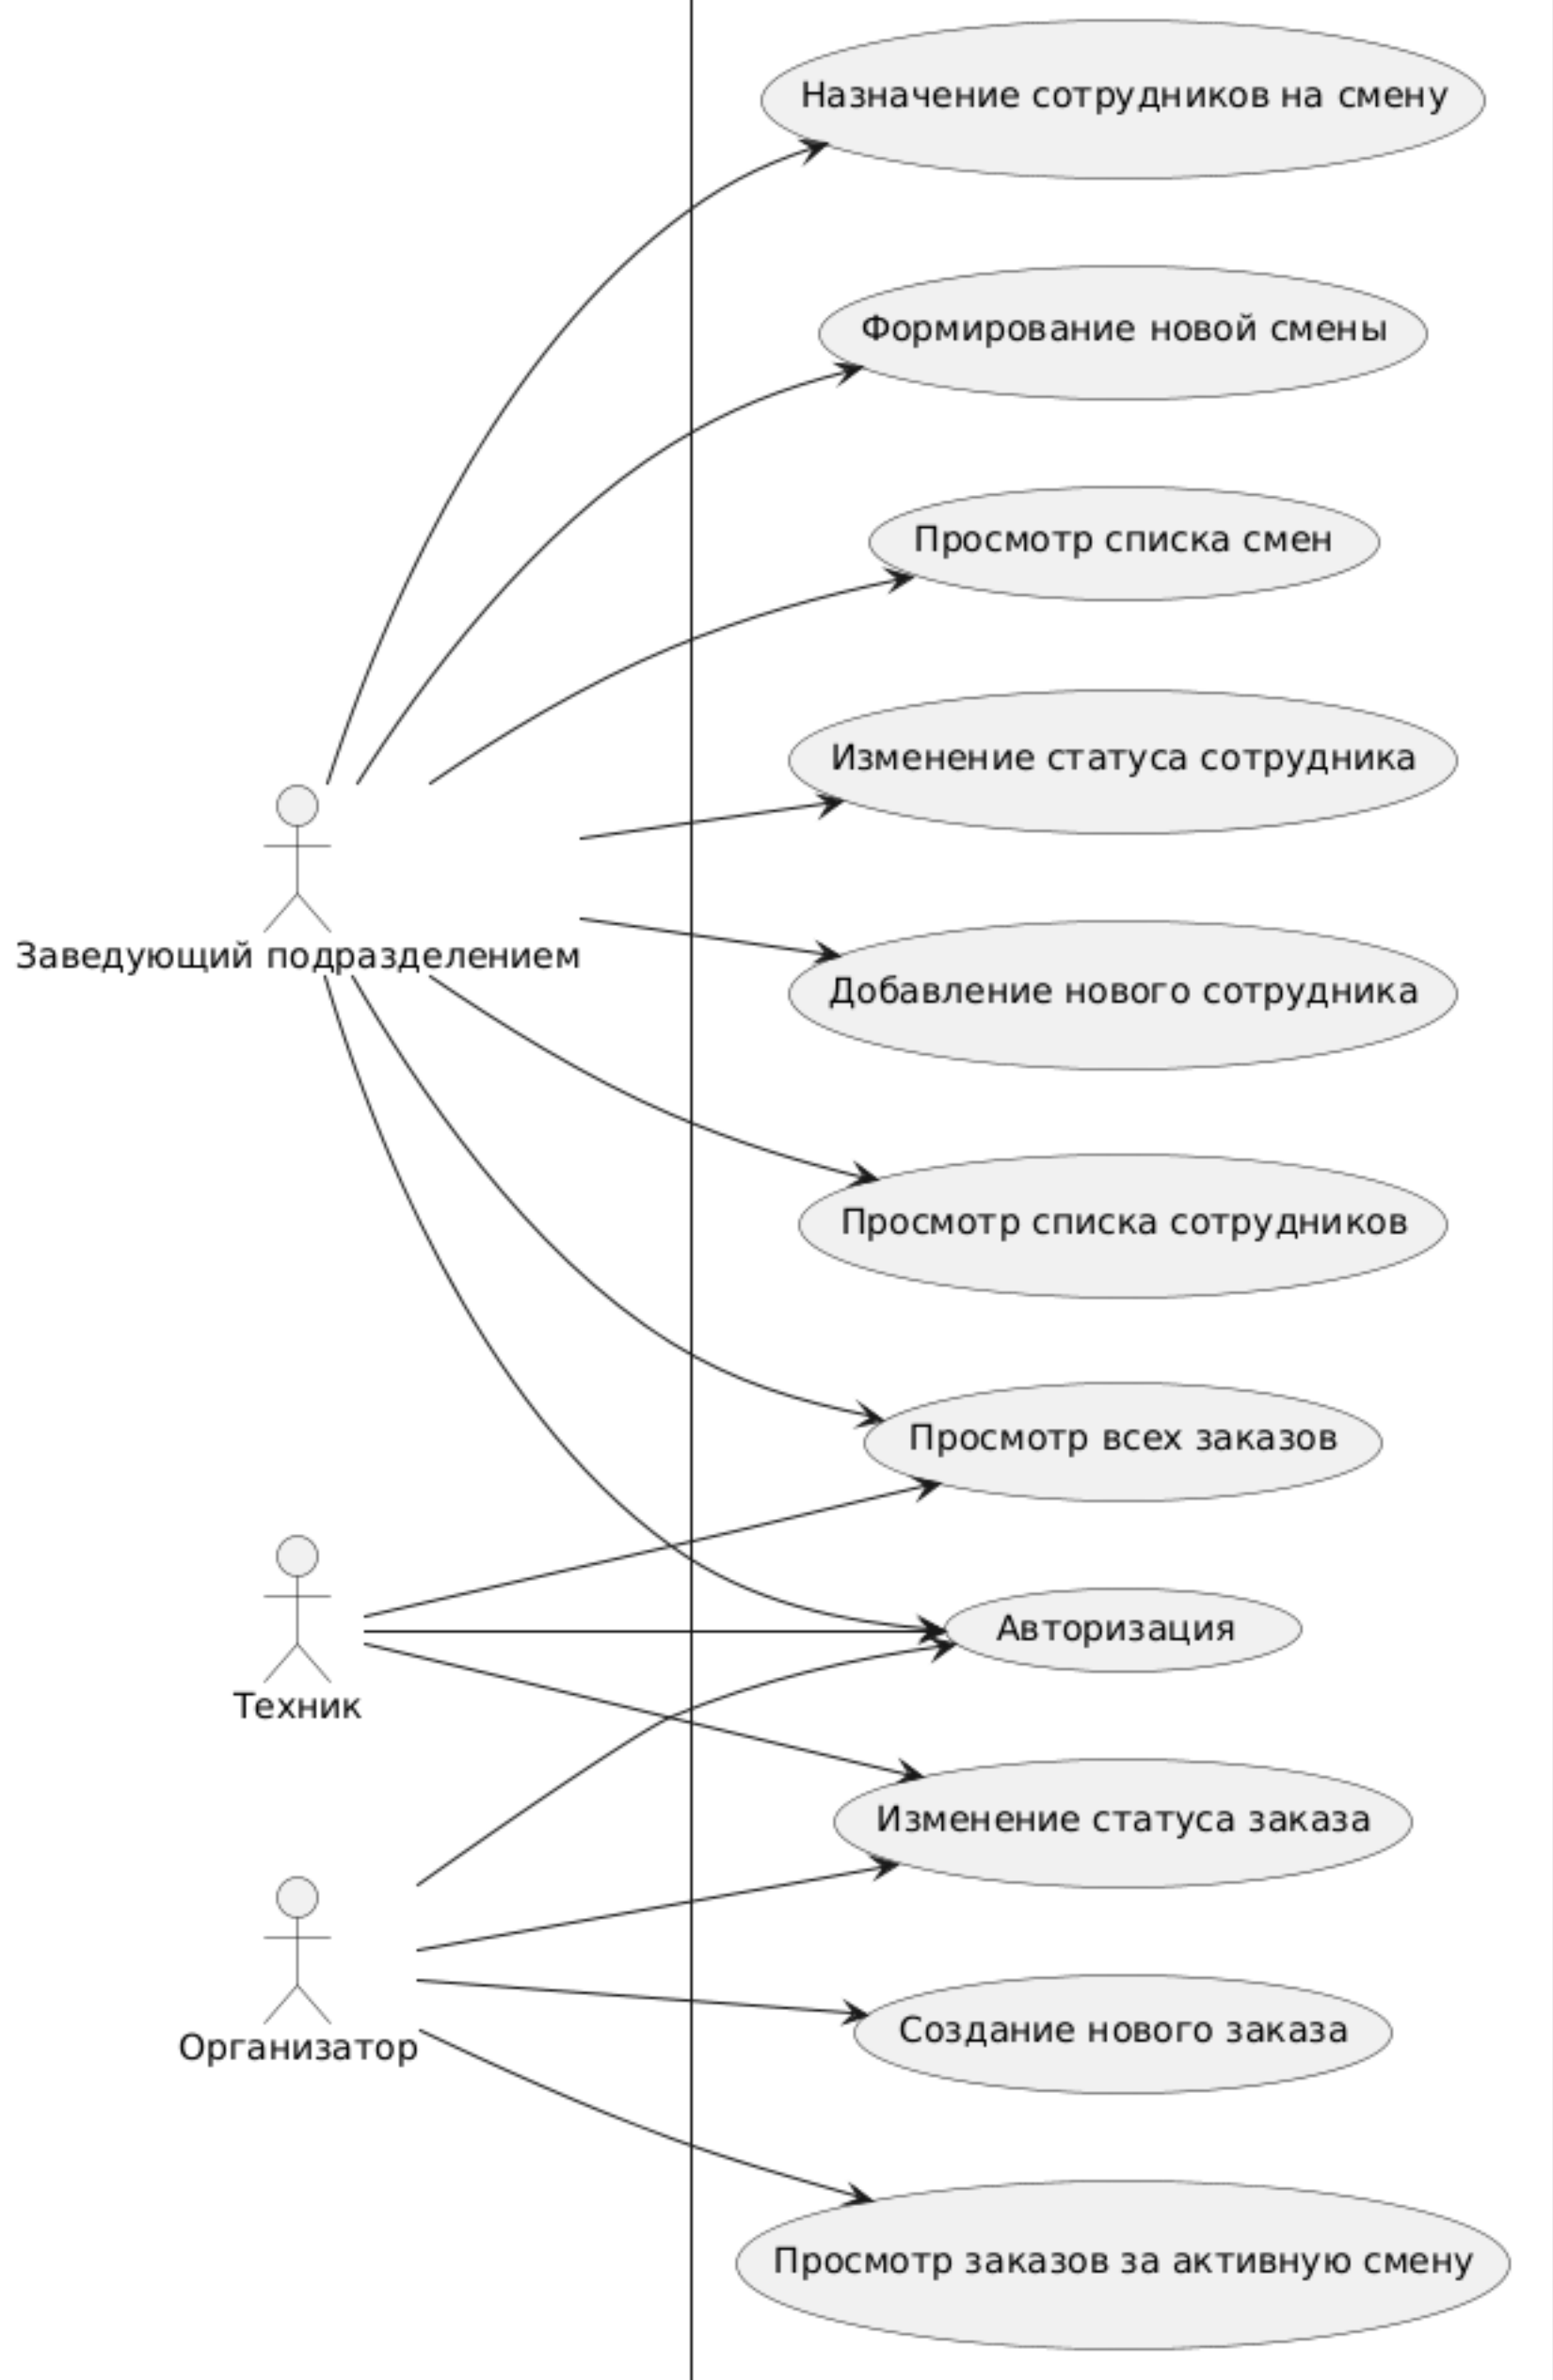 Назначение сотрудников на смену
Формирование новой смены
Просмотр списка смен
Изменение статуса сотрудника
Заведующий подразделением
Добавление нового сотрудника
Просмотр списка сотрудников
Просмотр всех заказов
Авторизация
Техник
Изменение статуса заказа
Создание нового заказа
Организатор
Просмотр заказов за активную смену